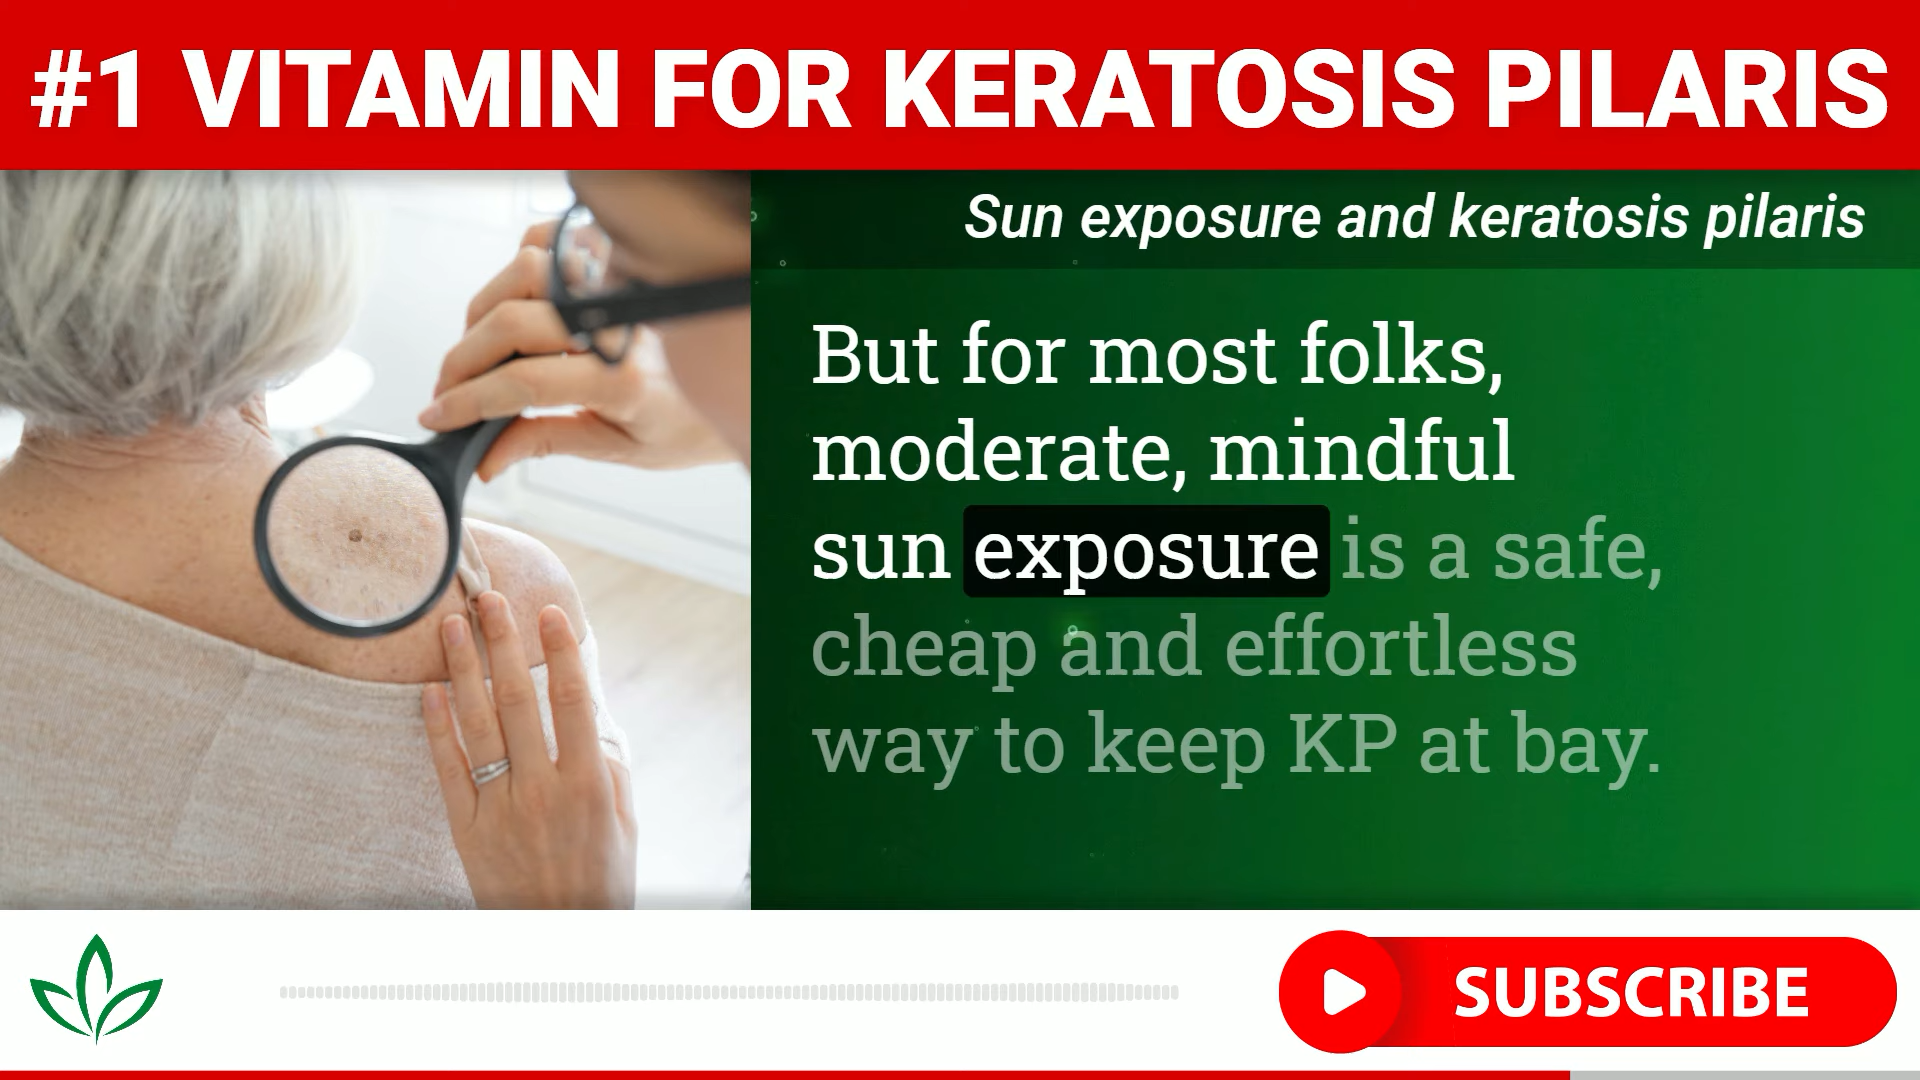 #1 VITAMIN FOR KERATOSIS PILARIS
Sun exposure and keratosis pilaris
But for most folks,
moderate, mindful
sun exposure is a safe,
cheap and effortless
way to keep KP at bay.
SUBSCRIBE